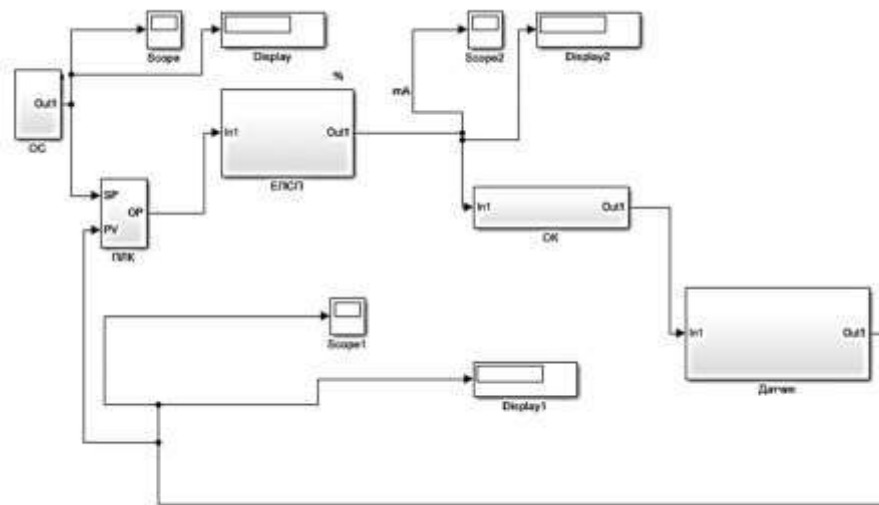 Scope
Display
Scope2
Display2
%
mA
Out1
ОС
In1
Out1
ЕЛСП
SP
OP
PV
ПЛК
In1
Out1
ОК
Scope1
In1
Out1
Датчик
Display1